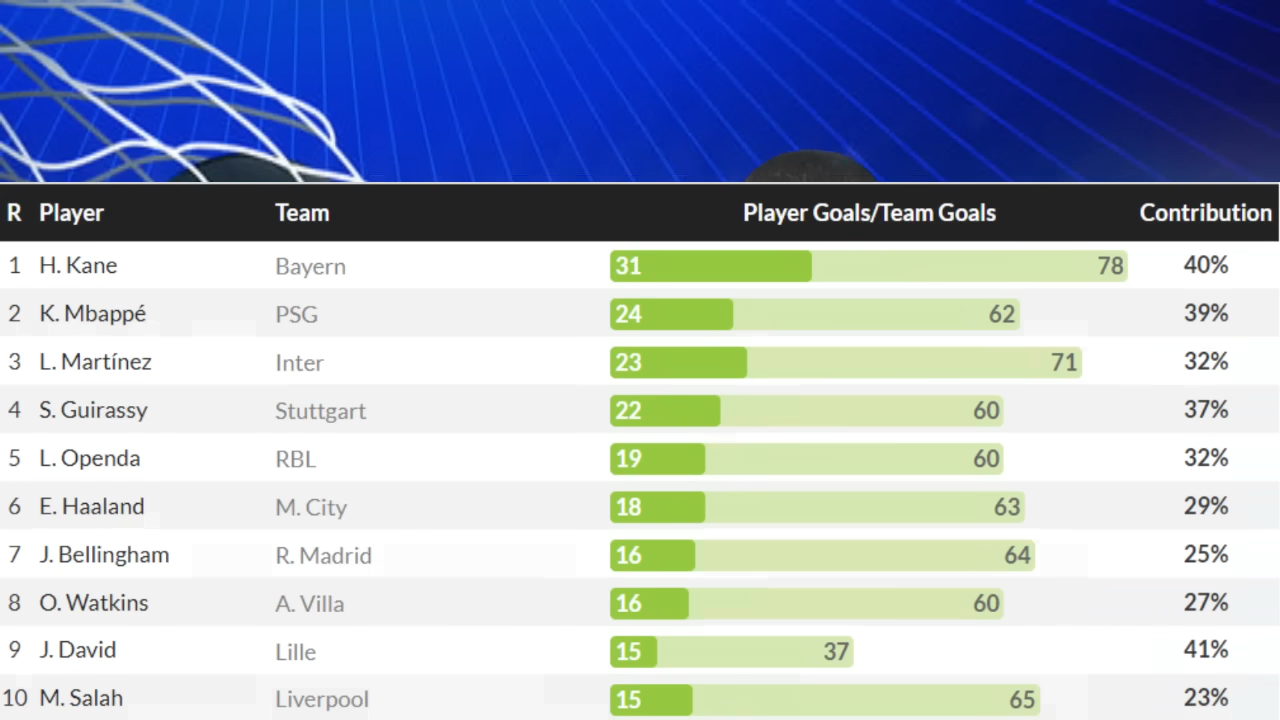 R Player Team Player Goals/Team Goals Contribution
1 H. Kane Bayern 31 78 40%
2 K. Mbappé PSG 24 62 39%
3 L. Martínez Inter 23 71 32%
4 S. Guirassy Stuttgart 22 60 37%
5 L. Openda RBL 19 60 32%
6 E. Haaland M. City 18 63 29%
7 J. Bellingham R. Madrid 16 64 25%
8 O. Watkins A. Villa 16 60 27%
9 J. David Lille 15 37 41%
10 M. Salah Liverpool 15 65 23%